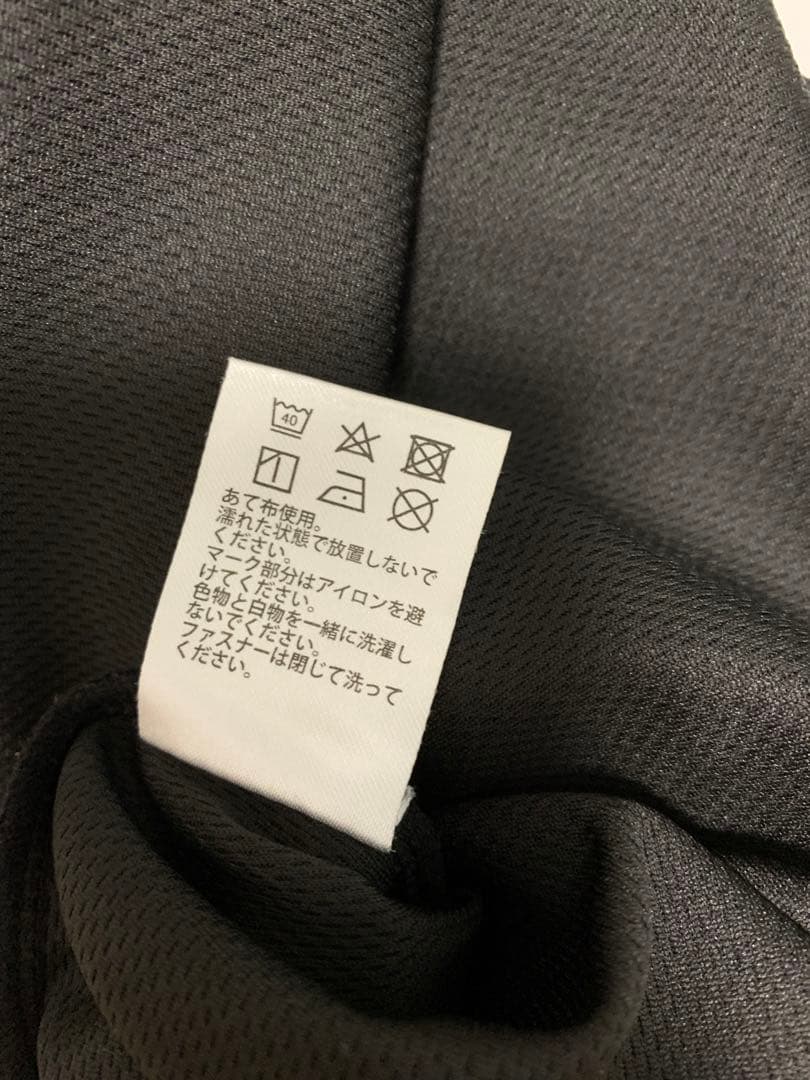 40
あて布使用。
濡れた状態で放置しないで
ください。
マーク部分はアイロンを避
けてください。
色物と白物を一緒に洗濯し
ないでください。
ファスナーは閉じて洗って
ください。